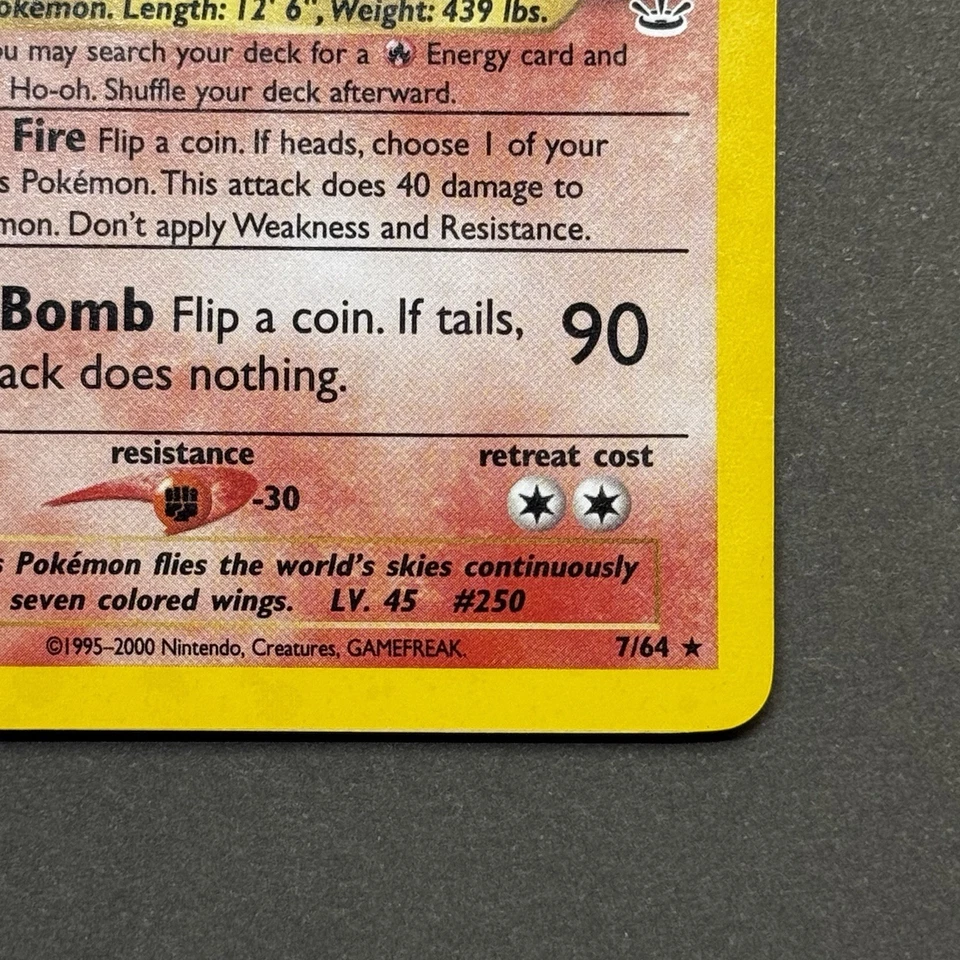 okémon. Length: 12' 6", Weight: 439 lbs.
may search your deck for a Energy card and
Ho-oh. Shuffle your deck afterward.
Fire Flip a coin. If heads, choose 1 of your
s Pokémon. This attack does 40 damage to
mon. Don't apply Weakness and Resistance.
Bomb Flip a coin. If tails, 90
ack does nothing.
resistance retreat cost
-30
s Pokémon flies the world's skies continuously
seven colored wings. LV. 45 #250
©1995–2000 Nintendo, Creatures, GAMEFREAK. 7/64 ★